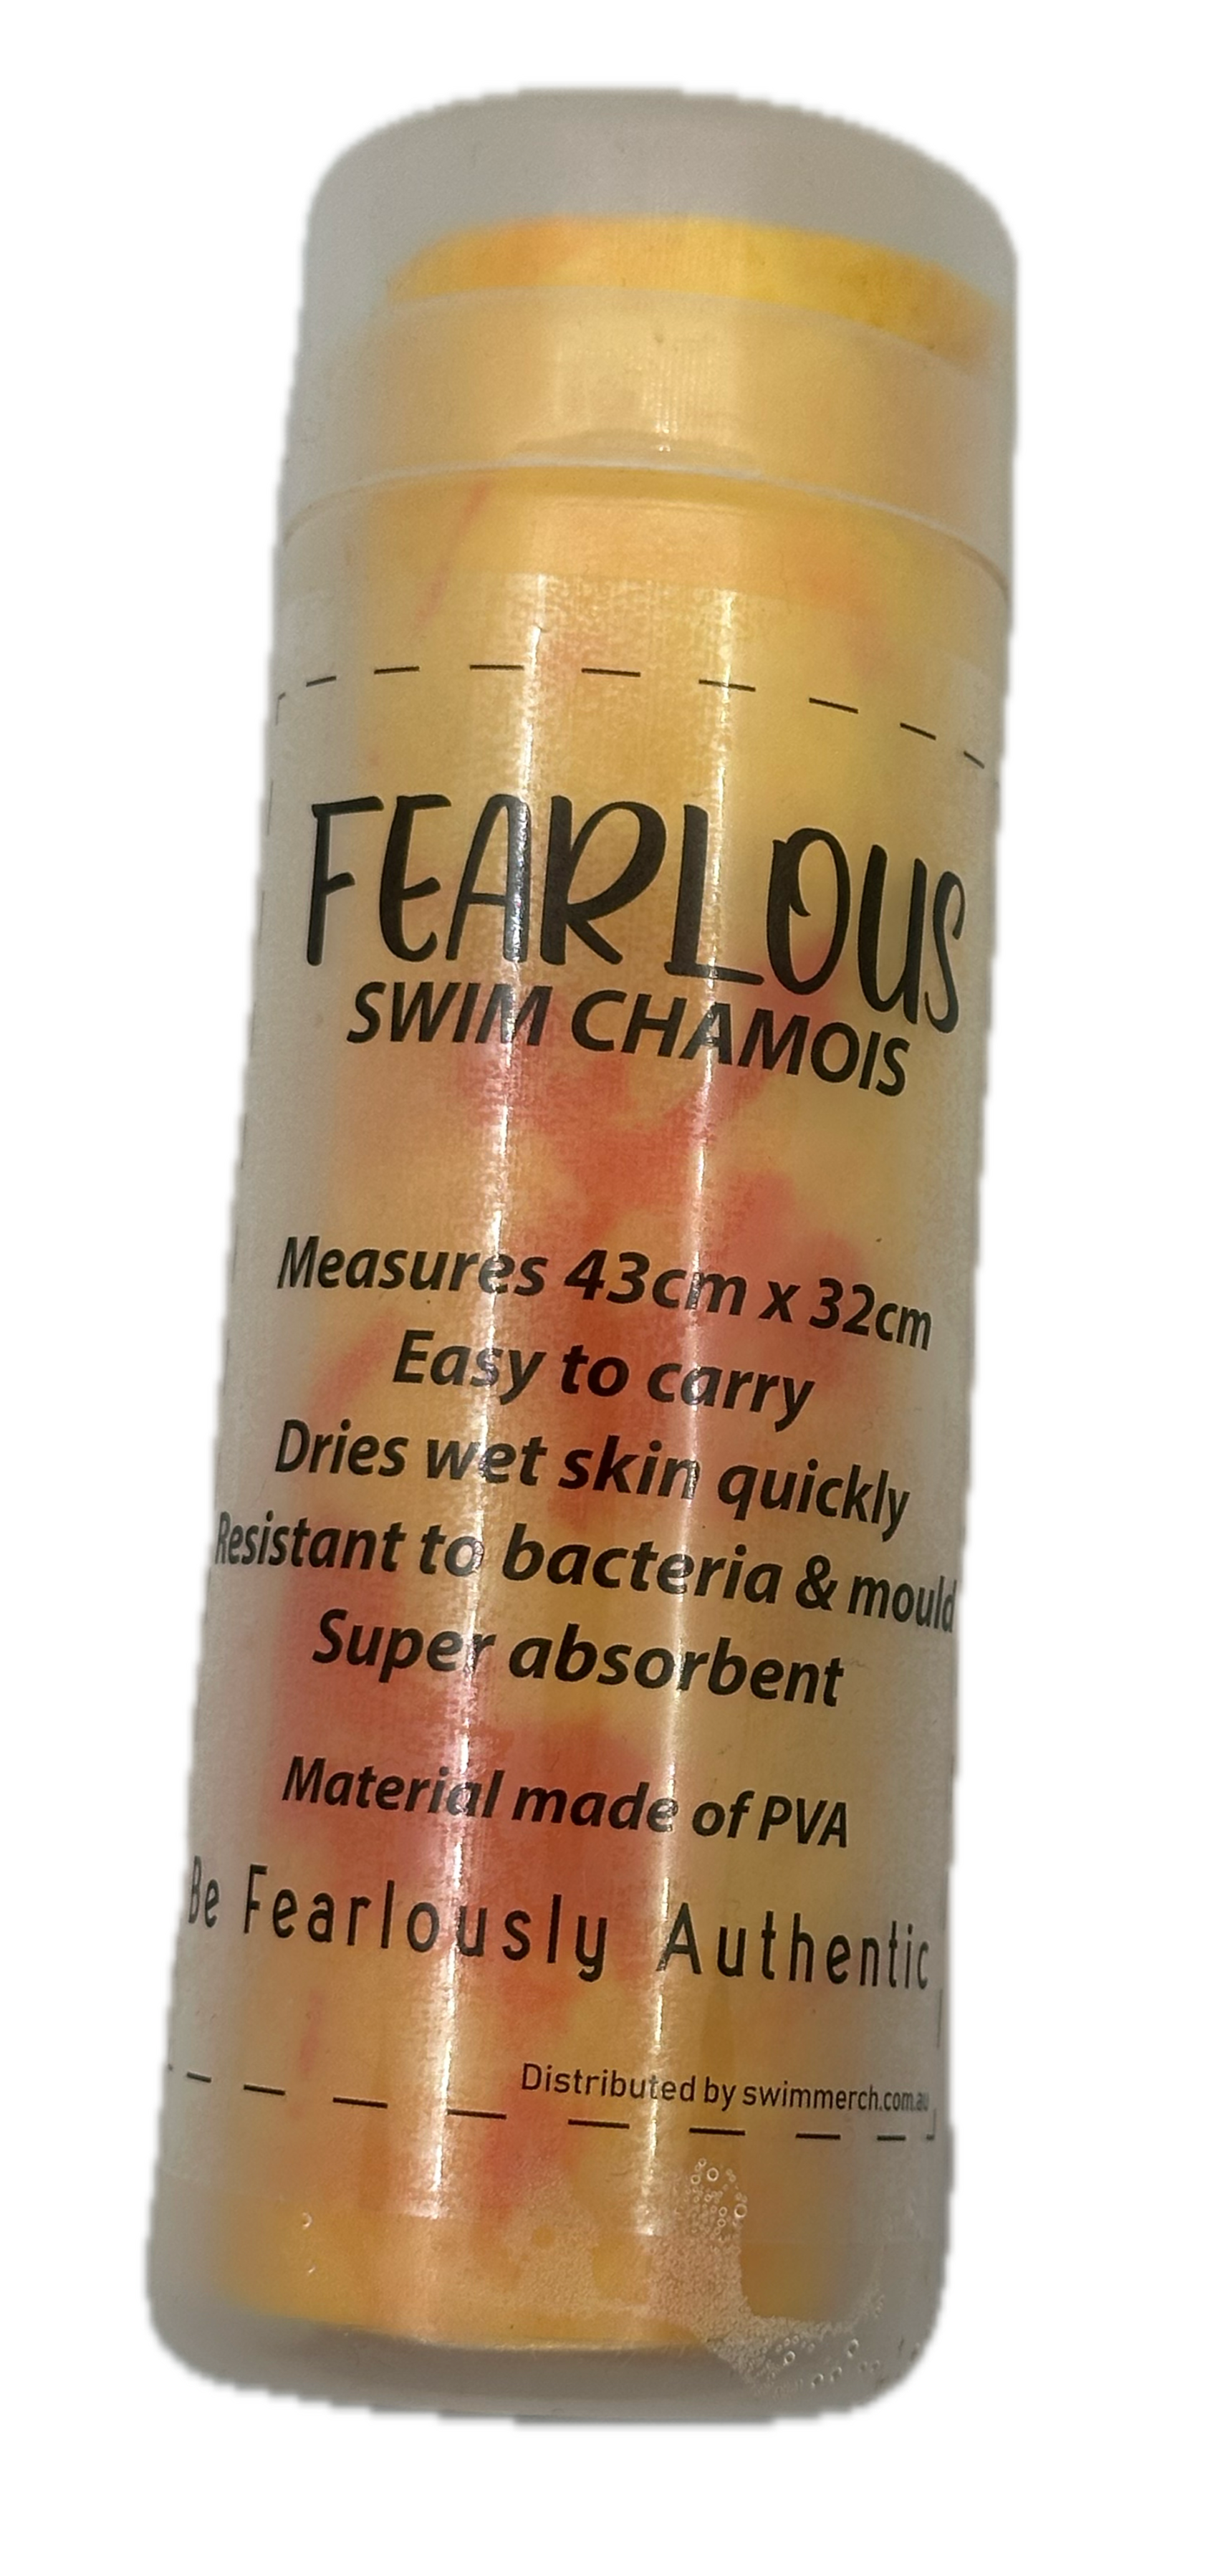 FEARLOUS
SWIM CHAMOIS
Measures 43cm x 32cm
Easy to carry
Dries wet skin quickly
Resistant to bacteria & mould
Super absorbent
Material made of PVA
Be Fearlously Authentic
Distributed by swimmerch.com.au